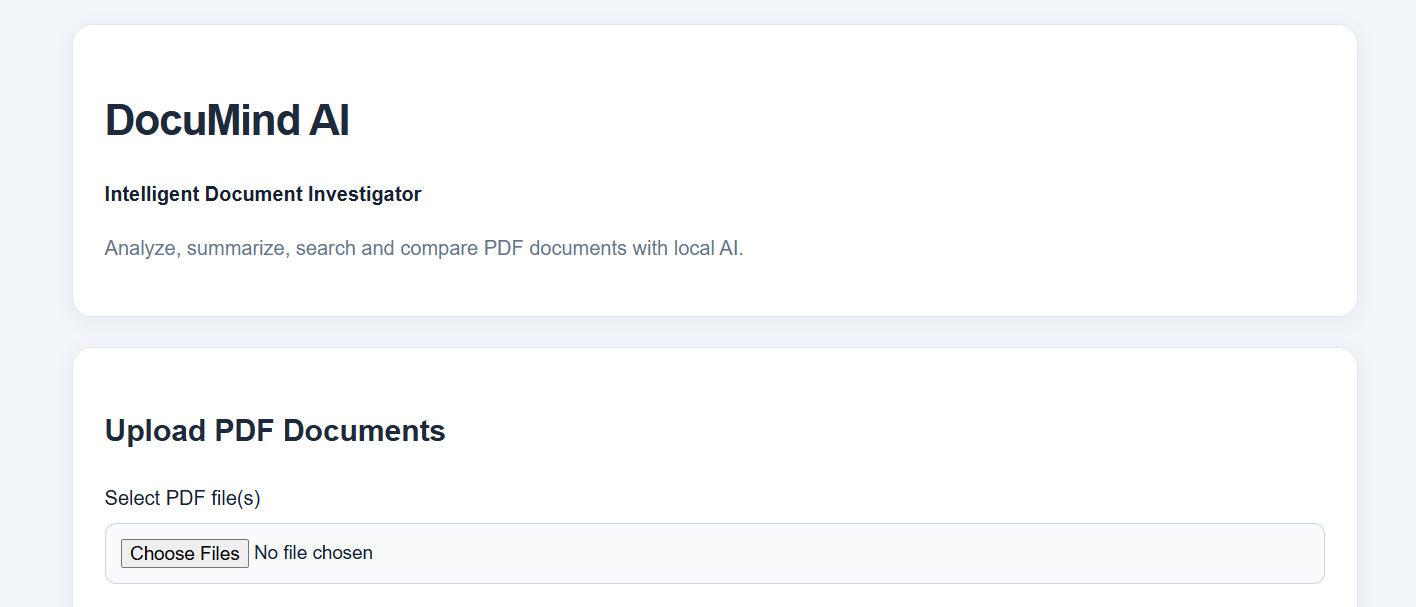 DocuMind AI
Intelligent Document Investigator
Analyze, summarize, search and compare PDF documents with local AI.
Upload PDF Documents
Select PDF file(s)
Choose Files No file chosen